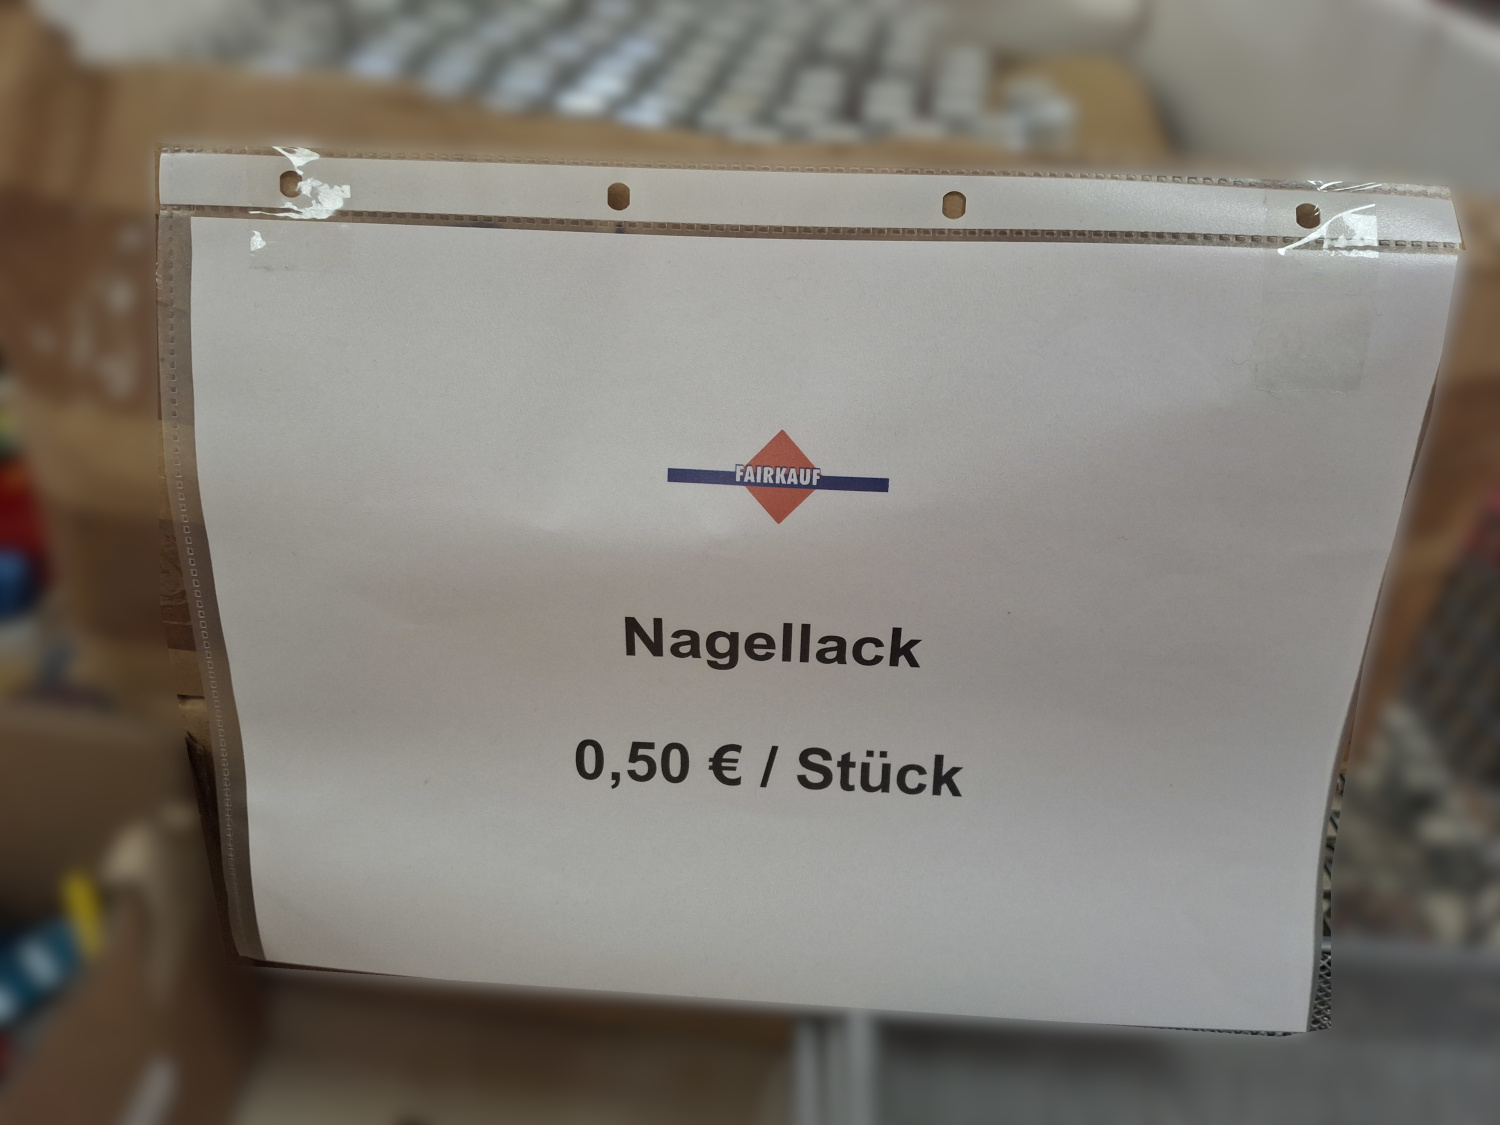 FAIRKAUF
Nagellack
0,50 € / Stück